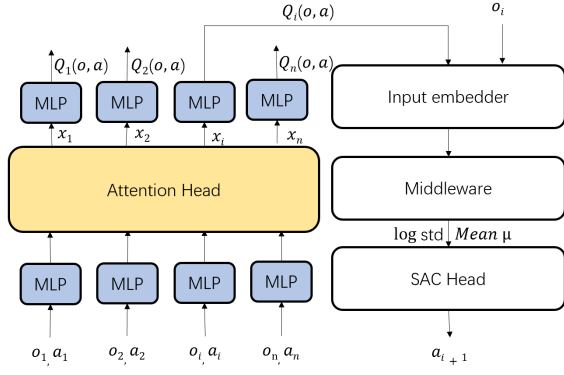 Q_i(o, a)
o_i
Q_1(o, a) Q_2(o, a) Q_n(o, a)
MLP MLP MLP MLP
Input embedder
x_1 x_2 x_i x_n
Attention Head
Middleware
log std Mean μ
MLP MLP MLP MLP
SAC Head
o_1, a_1 o_2, a_2 o_i, a_i o_n, a_n
a_{i + 1}